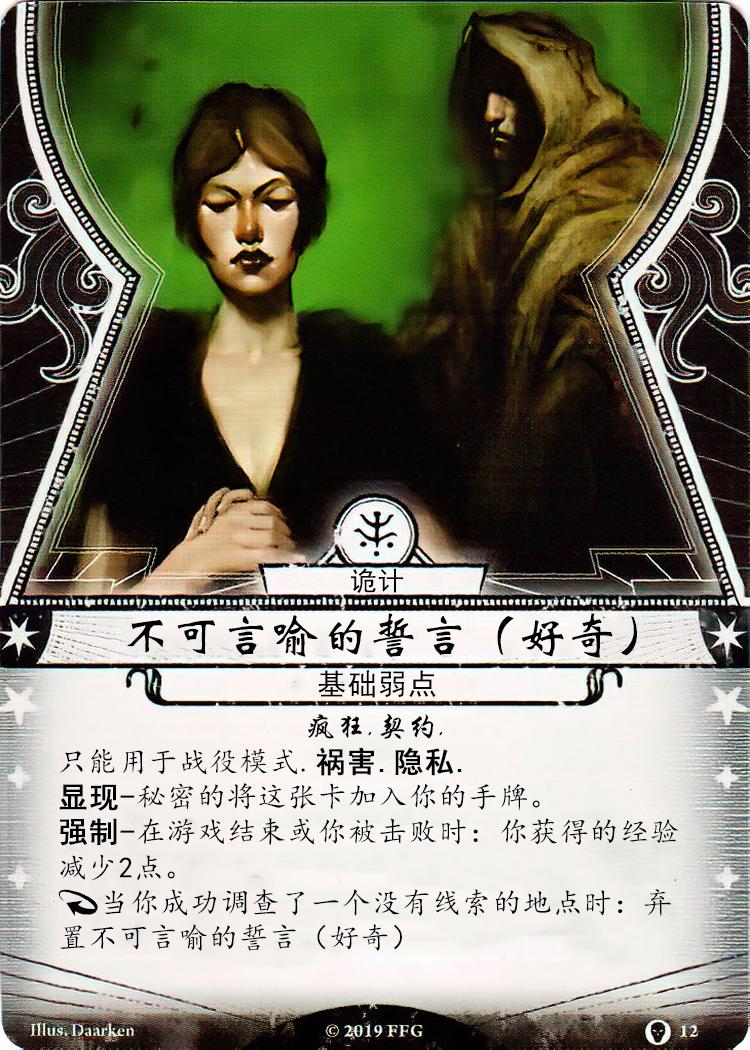 诡计
不可言喻的誓言（好奇）
基础弱点
疯狂.契约.
只能用于战役模式.祸害.隐私.
显现-秘密的将这张卡加入你的手牌。
强制-在游戏结束或你被击败时：你获得的经验
减少2点。
当你成功调查了一个没有线索的地点时：弃
置不可言喻的誓言（好奇）
Illus. Daarken
© 2019 FFG
12